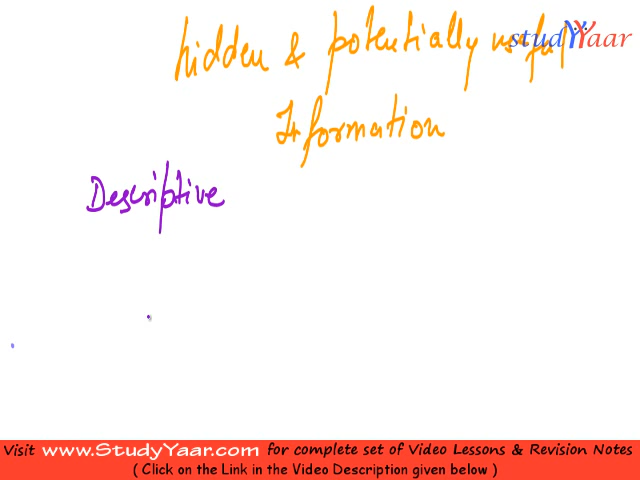 hidden & potentially useful
studYYaar
Information
Descriptive
Visit www.StudyYaar.com for complete set of Video Lessons & Revision Notes
( Click on the Link in the Video Description given below )